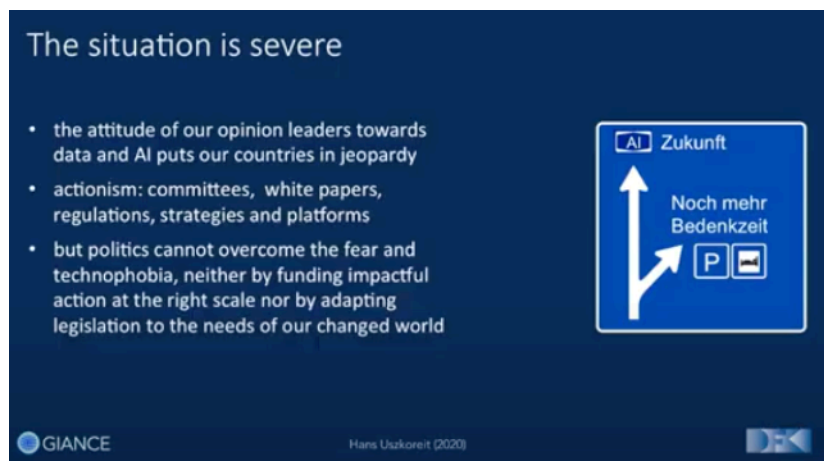 The situation is severe
• the attitude of our opinion leaders towards
data and AI puts our countries in jeopardy
• actionism: committees, white papers,
regulations, strategies and platforms
• but politics cannot overcome the fear and
technophobia, neither by funding impactful
action at the right scale nor by adapting
legislation to the needs of our changed world
AI Zukunft
Noch mehr
Bedenkzeit
P
GIANCE
Hans Uszkoreit (2020)
DFKI